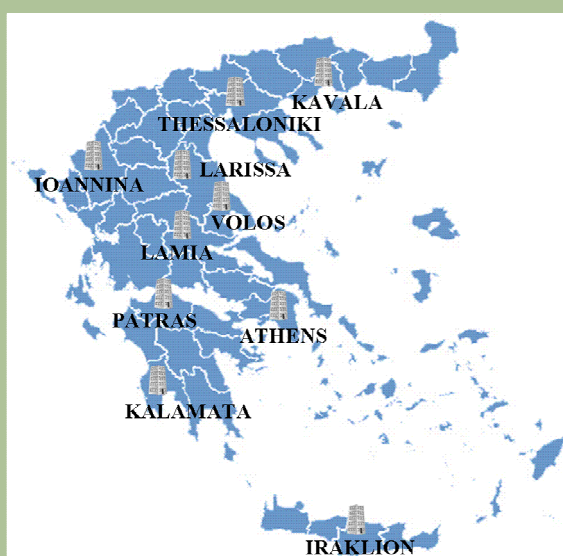 KAVALA
THESSALONIKI
LARISSA
IOANNINA
VOLOS
LAMIA
PATRAS
ATHENS
KALAMATA
IRAKLION